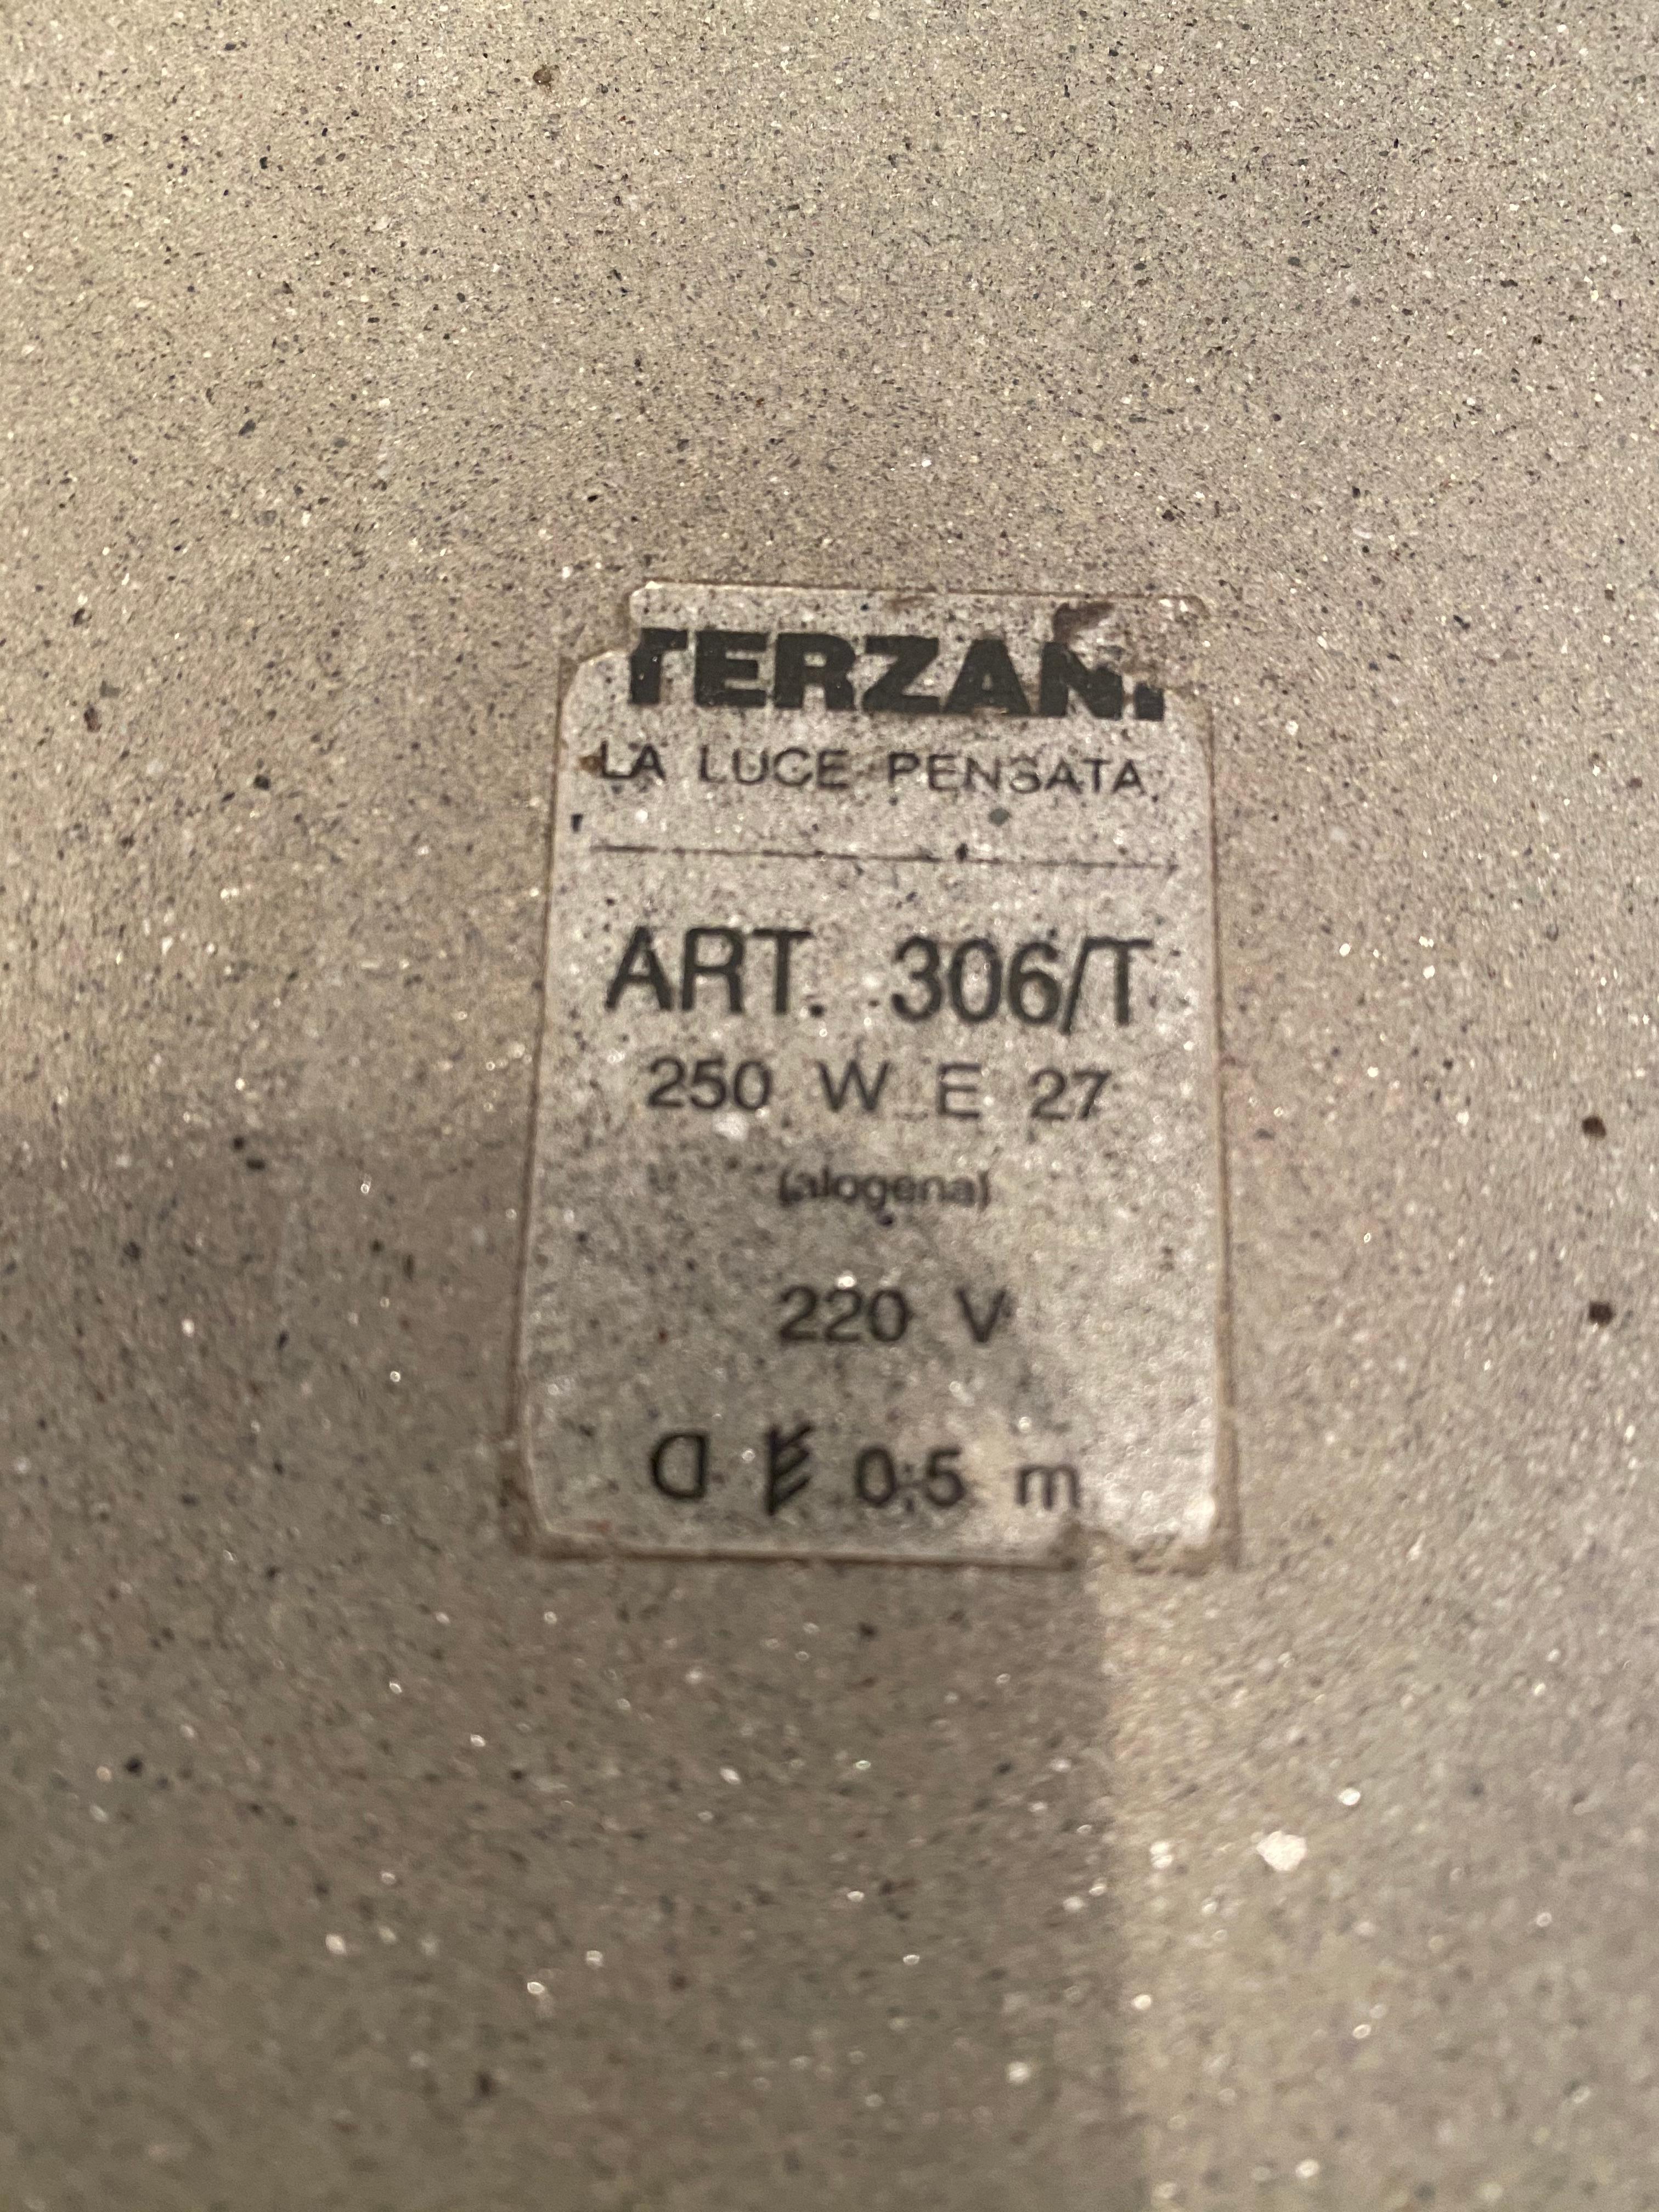 TERZANI
LA LUCE PENSATA
ART. 306/T
250 W E 27
(alogena)
220 V
0,5 m